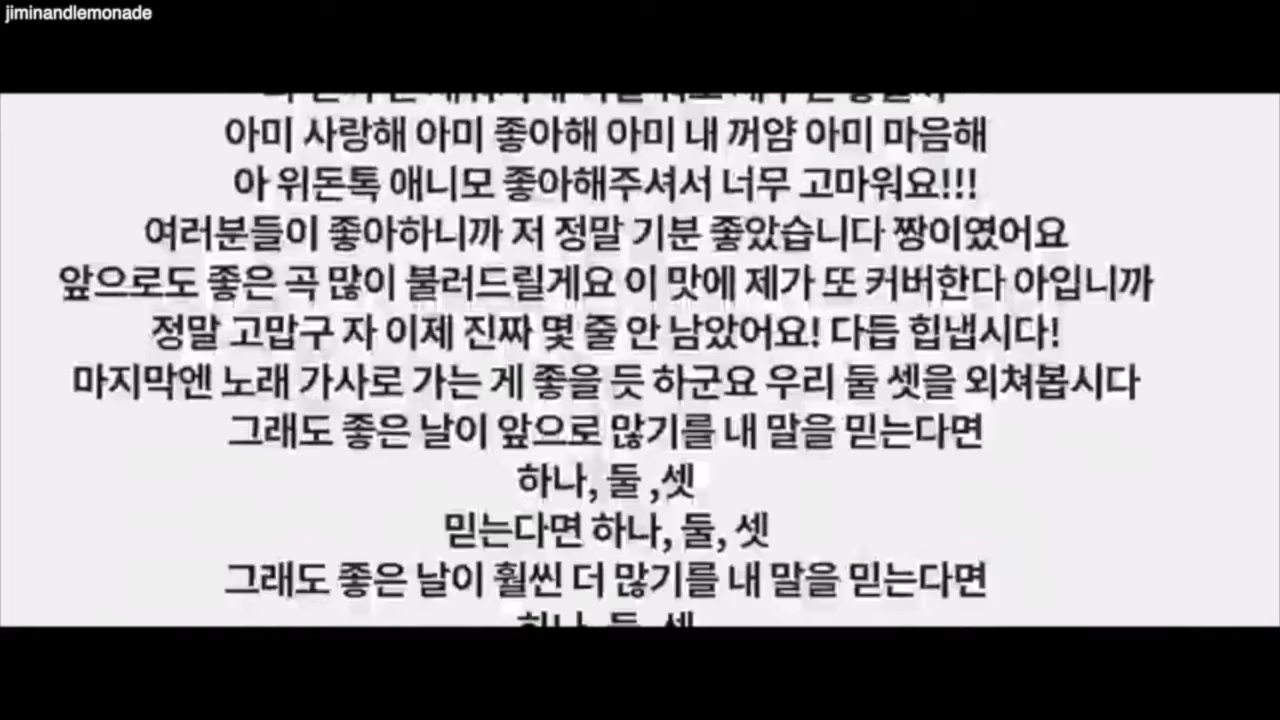 jiminandlemonade
아미 사랑해 아미 좋아해 아미 내 꺼얌 아미 마음해
아 위돈톡 애니모 좋아해주셔서 너무 고마워요!!!
여러분들이 좋아하니까 저 정말 기분 좋았습니다 짱이였어요
앞으로도 좋은 곡 많이 불러드릴게요 이 맛에 제가 또 커버한다 아입니까
정말 고맙구 자 이제 진짜 몇 줄 안 남았어요! 다듭 힙냅시다!
마지막엔 노래 가사로 가는 게 좋을 듯 하군요 우리 둘 셋을 외쳐봅시다
그래도 좋은 날이 앞으로 많기를 내 말을 믿는다면
하나, 둘 ,셋
믿는다면 하나, 둘, 셋
그래도 좋은 날이 훨씬 더 많기를 내 말을 믿는다면
하나, 둘, 셋